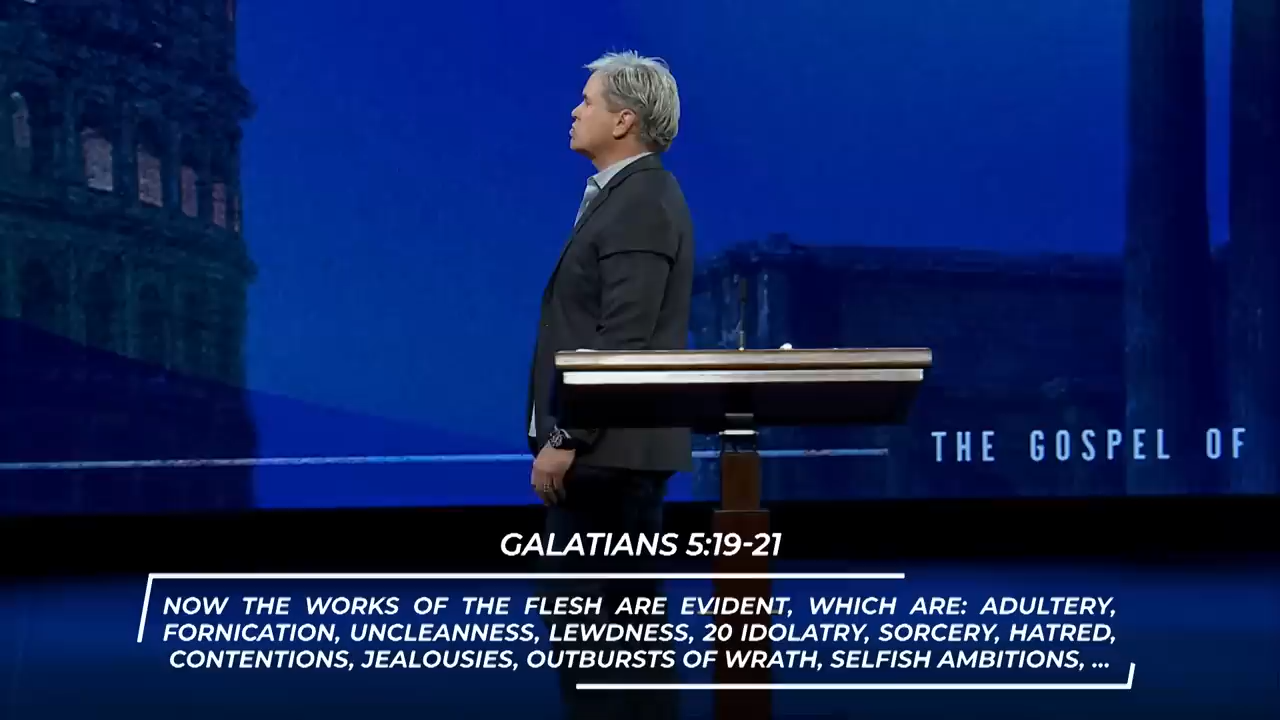 THE GOSPEL OF
GALATIANS 5:19-21
NOW THE WORKS OF THE FLESH ARE EVIDENT, WHICH ARE: ADULTERY,
FORNICATION, UNCLEANNESS, LEWDNESS, 20 IDOLATRY, SORCERY, HATRED,
CONTENTIONS, JEALOUSIES, OUTBURSTS OF WRATH, SELFISH AMBITIONS, ...